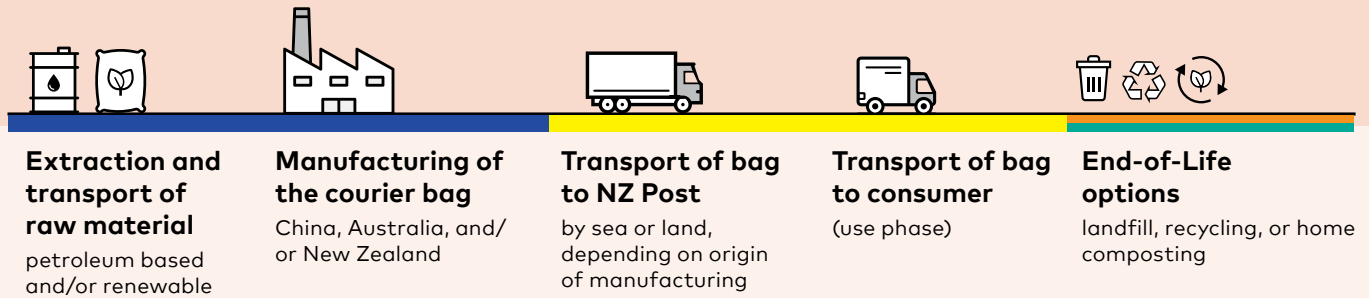 Extraction and
transport of
raw material
petroleum based
and/or renewable
Manufacturing of
the courier bag
China, Australia, and/
or New Zealand
Transport of bag
to NZ Post
by sea or land,
depending on origin
of manufacturing
Transport of bag
to consumer
(use phase)
End-of-Life
options
landfill, recycling, or home
composting